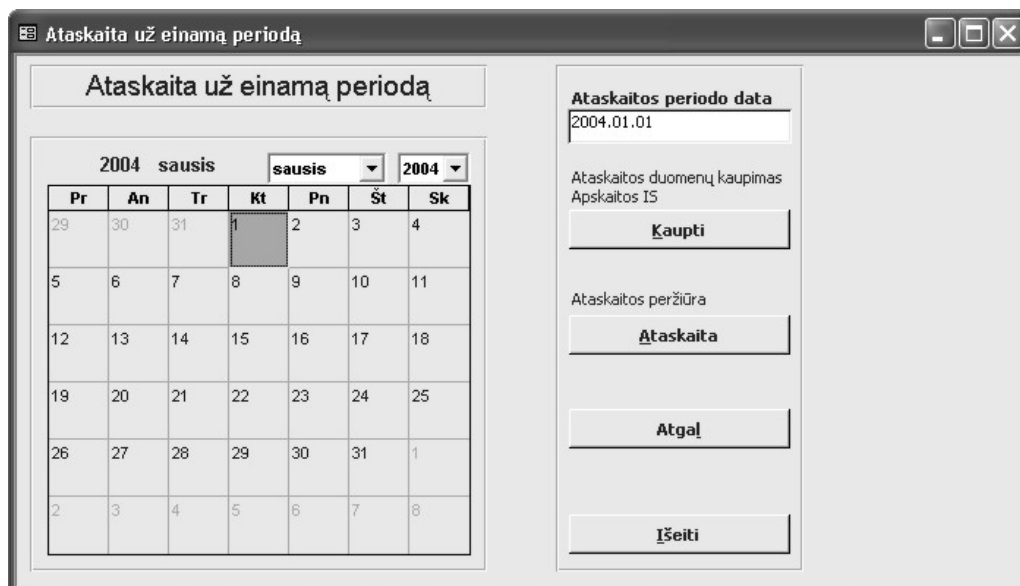 Ataskaita už einamą periodą
Ataskaita už einamą periodą
2004 sausis sausis 2004
Pr An Tr Kt Pn Št Sk
29 30 31 1 2 3 4
5 6 7 8 9 10 11
12 13 14 15 16 17 18
19 20 21 22 23 24 25
26 27 28 29 30 31 1
2 3 4 5 6 7 8
Ataskaitos periodo data
2004.01.01
Ataskaitos duomenų kaupimas
Apskaitos IS
Kaupti
Ataskaitos peržiūra
Ataskaita
Atgal
Išeiti